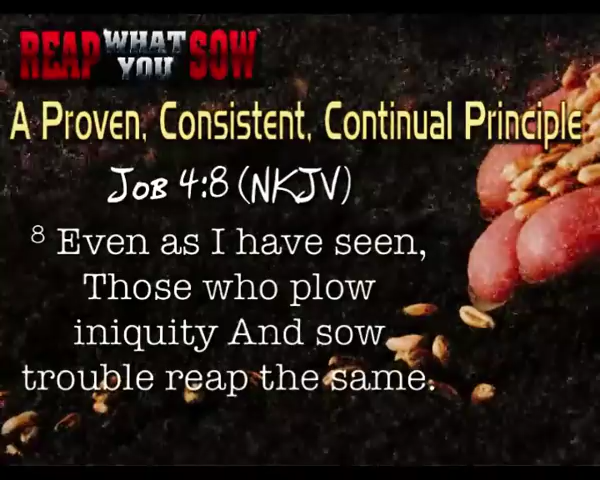 REAP WHAT YOU SOW
A Proven, Consistent, Continual Principle
Job 4:8 (NKJV)
8 Even as I have seen,
Those who plow
iniquity And sow
trouble reap the same.